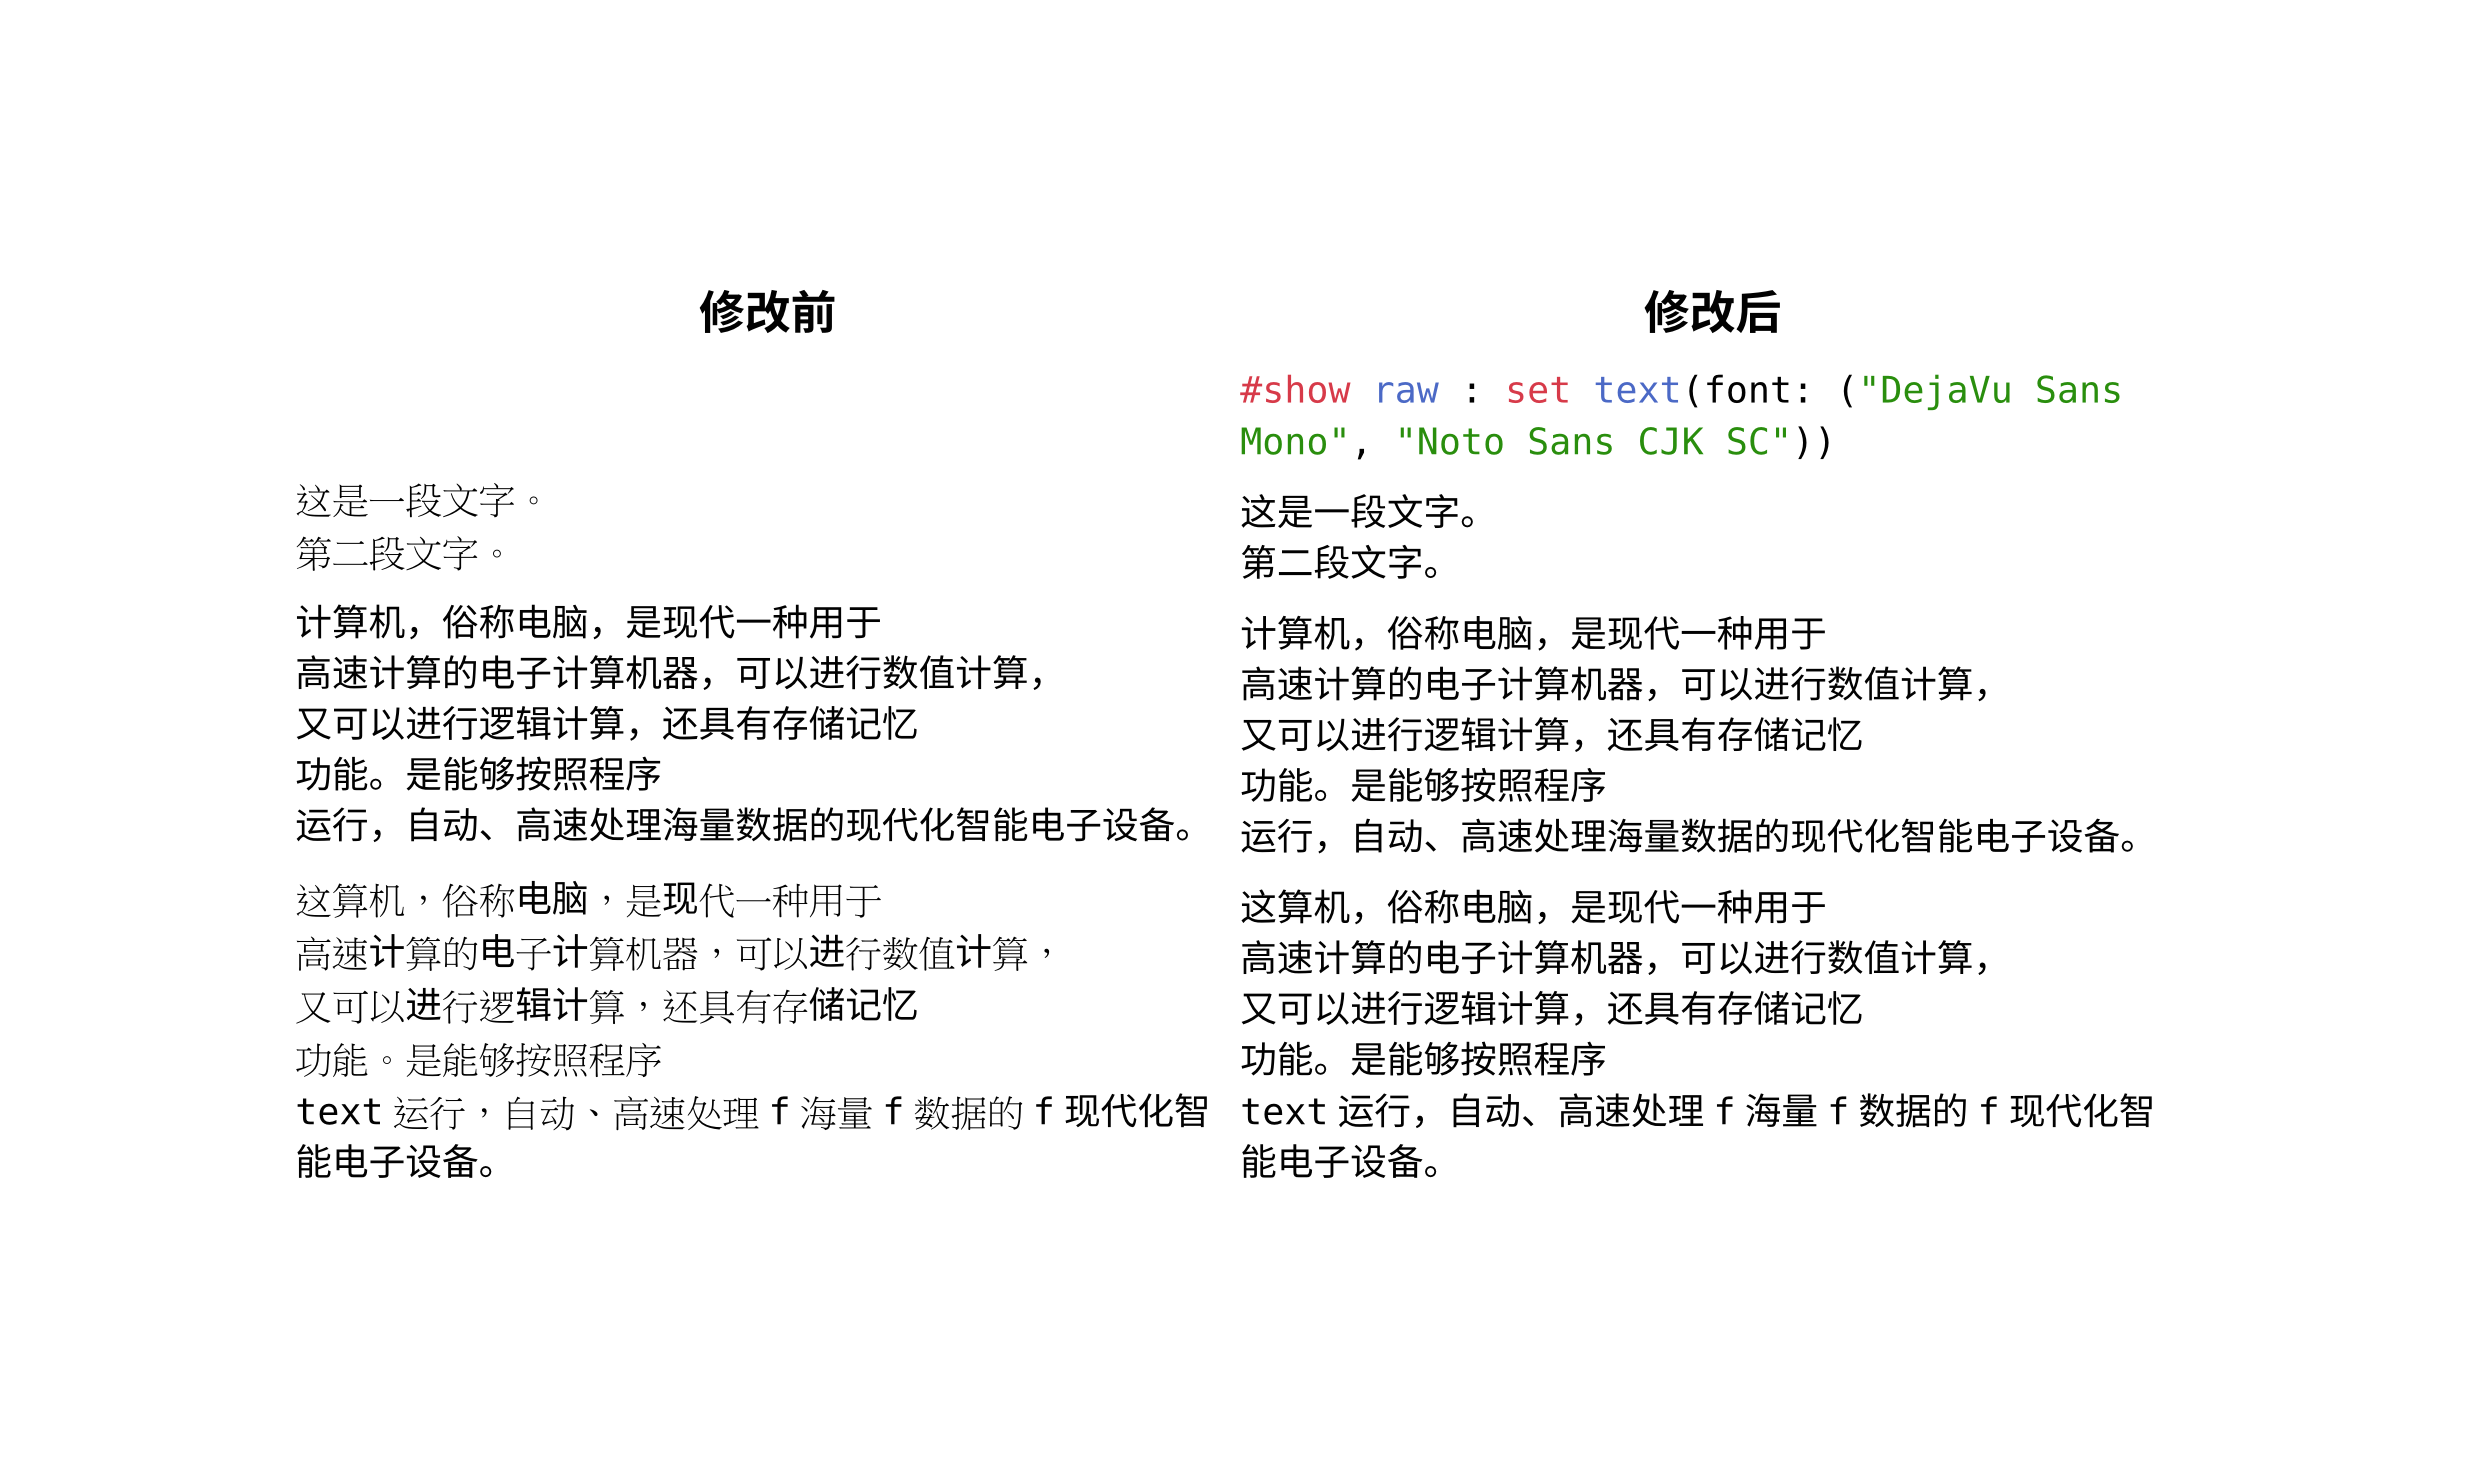 修改前
这是一段文字。
第二段文字。
计算机，俗称电脑，是现代一种用于
高速计算的电子计算机器，可以进行数值计算，
又可以进行逻辑计算，还具有存储记忆
功能。是能够按照程序
运行，自动、高速处理海量数据的现代化智能电子设备。
这算机，俗称电脑，是现代一种用于
高速计算的电子计算机器，可以进行数值计算，
又可以进行逻辑计算，还具有存储记忆
功能。是能够按照程序
text 运行，自动、高速处理 f 海量 f 数据的 f 现代化智
能电子设备。
修改后
#show raw : set text(font: ("DejaVu Sans
Mono", "Noto Sans CJK SC"))
这是一段文字。
第二段文字。
计算机，俗称电脑，是现代一种用于
高速计算的电子计算机器，可以进行数值计算，
又可以进行逻辑计算，还具有存储记忆
功能。是能够按照程序
运行，自动、高速处理海量数据的现代化智能电子设备。
这算机，俗称电脑，是现代一种用于
高速计算的电子计算机器，可以进行数值计算，
又可以进行逻辑计算，还具有存储记忆
功能。是能够按照程序
text 运行，自动、高速处理 f 海量 f 数据的 f 现代化智
能电子设备。